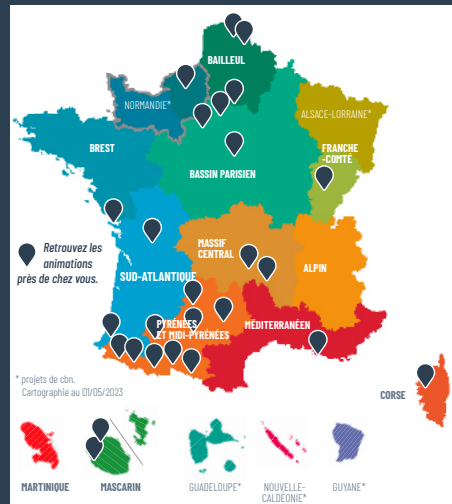 BAILLEUL
NORMANDIE*
ALSACE-LORRAINE*
BREST
FRANCHE
-COMTÉ
BASSIN PARISIEN
Retrouvez les
animations
près de chez vous.
MASSIF
CENTRAL
ALPIN
SUD-ATLANTIQUE
PYRÉNÉES
ET MIDI-PYRÉNÉES
MÉDITERRANÉEN
* projets de cbn.
Cartographie au 01/05/2023
CORSE
MARTINIQUE
MASCARIN
GUADELOUPE*
NOUVELLE-
CALÉDONIE*
GUYANE*